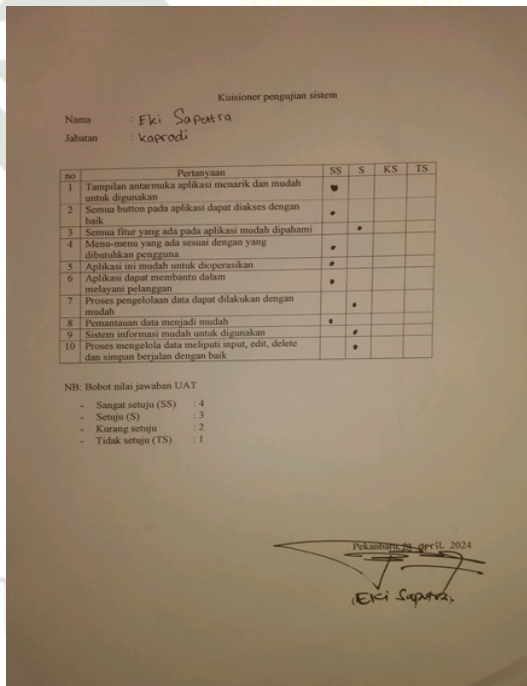 Kuisioner pengujian sistem
Nama : Eki Saputra
Jabatan : kaprodi
no Pertanyaan SS S KS TS
1 Tampilan antarmuka aplikasi menarik dan mudah
untuk digunakan
2 Semua button pada aplikasi dapat diakses dengan
baik
3 Semua fitur yang ada pada aplikasi mudah dipahami
4 Menu-menu yang ada sesuai dengan yang
dibutuhkan pengguna
5 Aplikasi ini mudah untuk dioperasikan
6 Aplikasi dapat membantu dalam
melayani pelanggan
7 Proses pengelolaan data dapat dilakukan dengan
mudah
8 Pemantauan data menjadi mudah
9 Sistem informasi mudah untuk digunakan
10 Proses mengelola data meliputi input, edit, delete
dan simpan berjalan dengan baik
NB: Bobot nilai jawaban UAT
- Sangat setuju (SS) : 4
- Setuju (S) : 3
- Kurang setuju : 2
- Tidak setuju (TS) : 1
Pekanbaru, april 2024
(Eki Saputra)